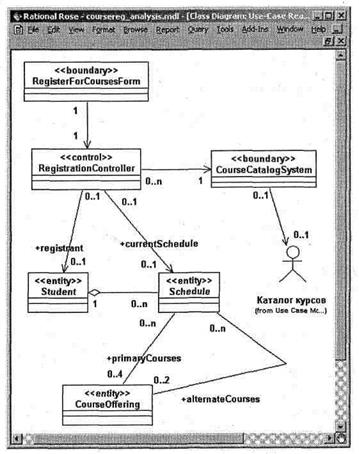 Rational Rose - coursereg_analysis.mdl - [Class Diagram: Use-Case Rea...
File Edit View Format Browse Report Query Tools Add-Ins Window Help
<<boundary>>
RegisterForCoursesForm
1
1
<<control>>
RegistrationController
<<boundary>>
CourseCatalogSystem
0..n
1
0..1
0..1
0..1
+registrant
+currentSchedule
0..1
0..1
0..1
<<entity>>
Student
<<entity>>
Schedule
1
0..n
Каталог курсов
(from Use Case Mc...)
0..n
0..n
+primaryCourses
0..4
0..2
+alternateCourses
<<entity>>
CourseOffering